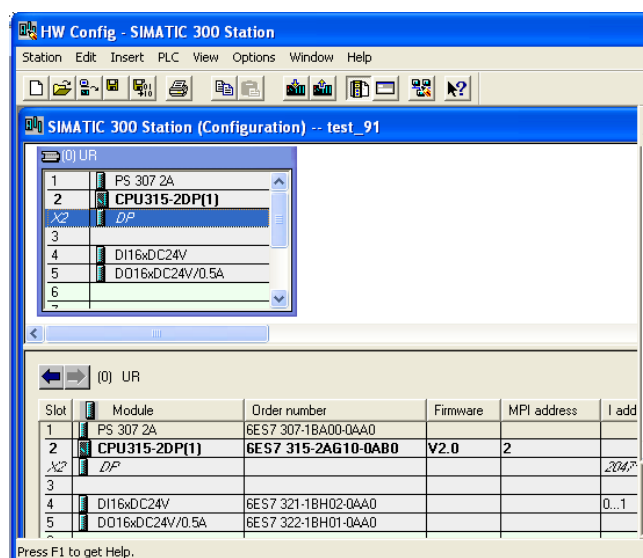 HW Config - SIMATIC 300 Station
Station Edit Insert PLC View Options Window Help
SIMATIC 300 Station (Configuration) -- test_91
(0) UR
1 PS 307 2A
2 CPU315-2DP(1)
X2 DP
3
4 DI16xDC24V
5 DO16xDC24V/0.5A
6
(0) UR
Slot Module Order number Firmware MPI address I add
1 PS 307 2A 6ES7 307-1BA00-0AA0
2 CPU315-2DP(1) 6ES7 315-2AG10-0AB0 V2.0 2
X2 DP 2047
3
4 DI16xDC24V 6ES7 321-1BH02-0AA0 0...1
5 DO16xDC24V/0.5A 6ES7 322-1BH01-0AA0
Press F1 to get Help.